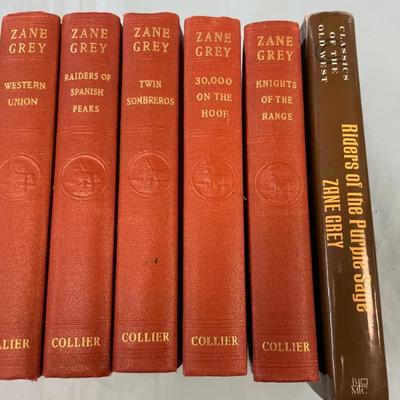 ZANE
GREY
WESTERN
UNION
LLIER
ZANE
GREY
RAIDERS OF
SPANISH
PEAKS
COLLIER
ZANE
GREY
TWIN
SOMBREROS
COLLIER
ZANE
GREY
30,000
ON THE
HOOF
COLLIER
ZANE
GREY
KNIGHTS
OF THE
RANGE
COLLIER
CLASSICS
OF THE
OLD WEST
Riders of the Purple Sage
ZANE GREY